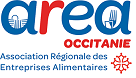 area
OCCITANIE
Association Régionale des
Entreprises Alimentaires